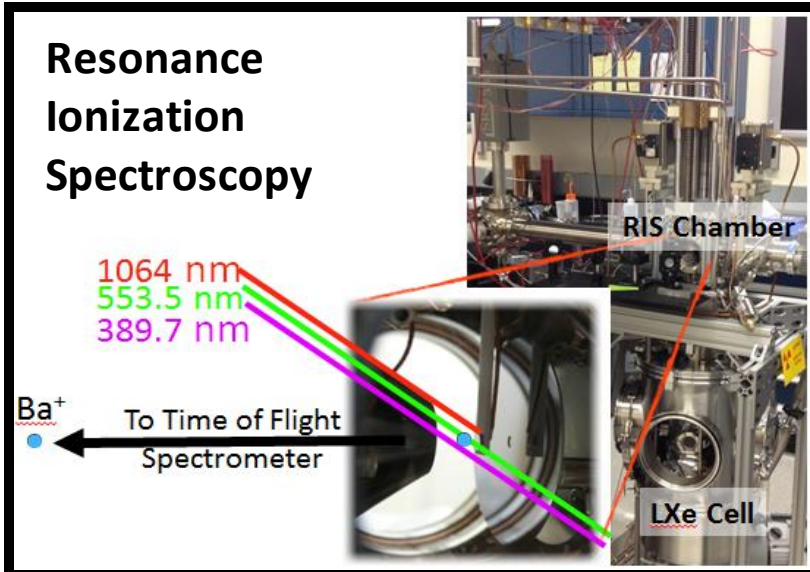 Resonance
Ionization
Spectroscopy
RIS Chamber
1064 nm
553.5 nm
389.7 nm
Ba⁺
To Time of Flight
Spectrometer
LXe Cell